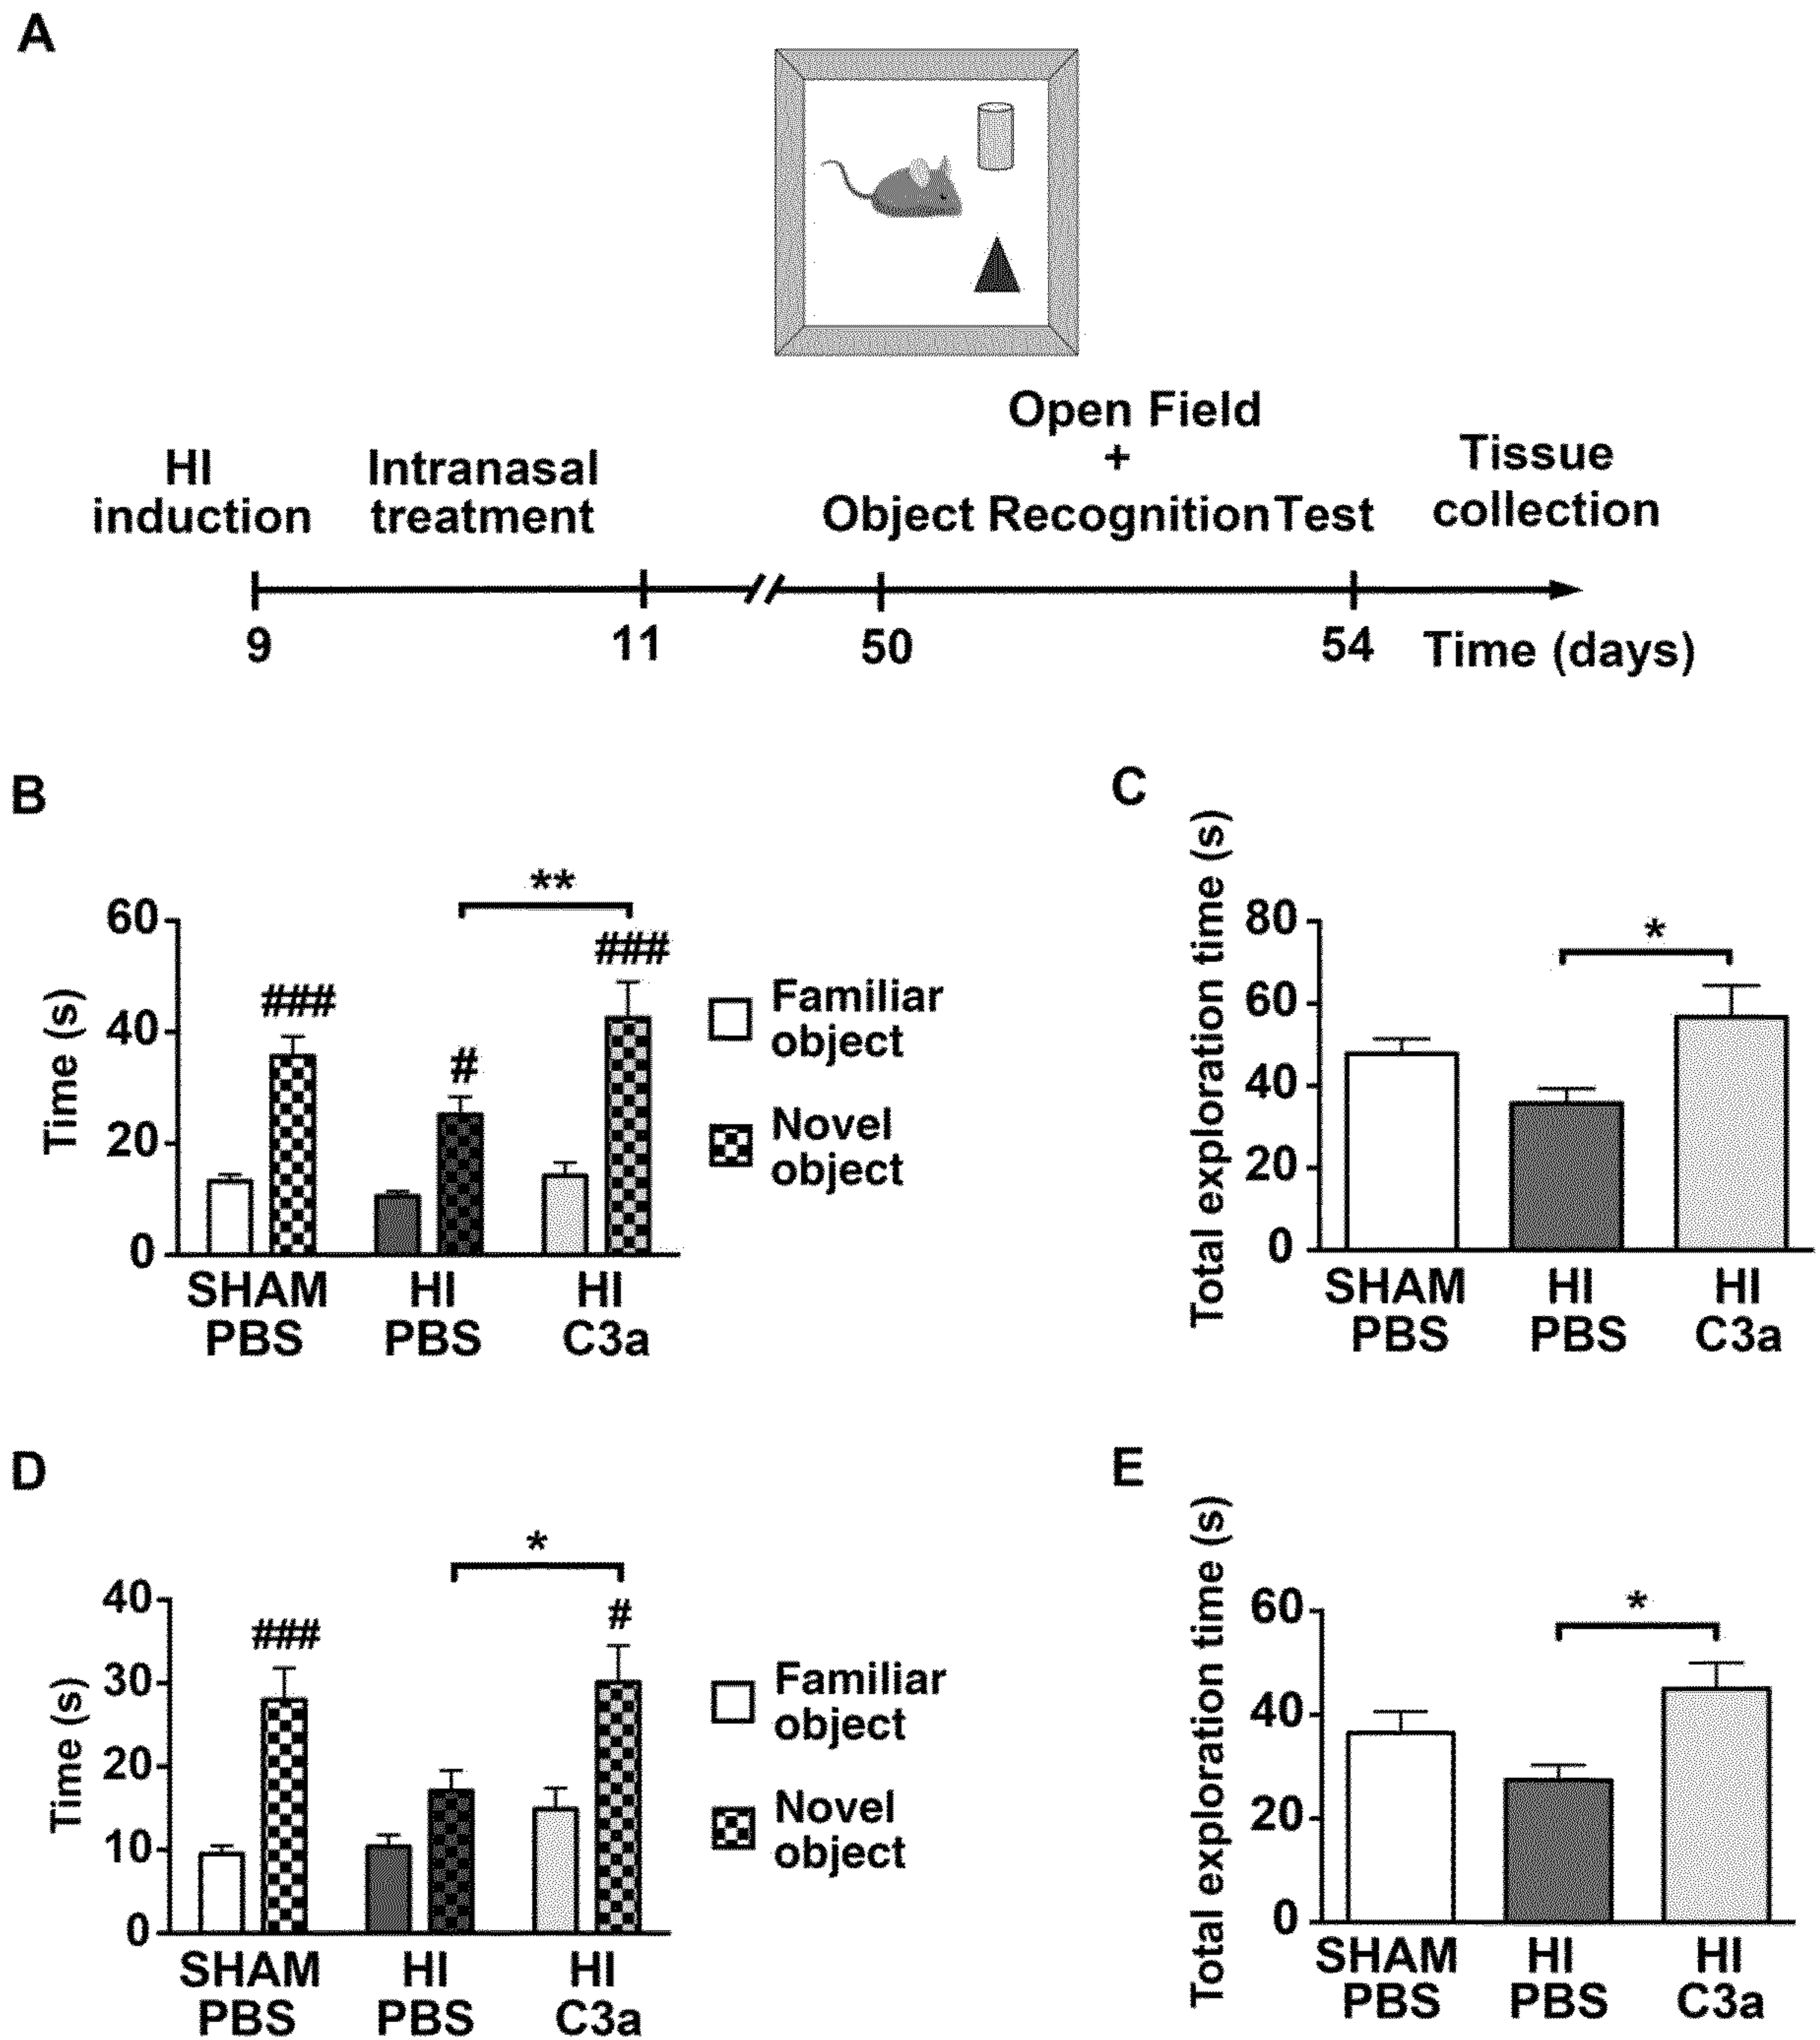 A
Open Field
+
Object RecognitionTest
HI
induction
Intranasal
treatment
Tissue
collection
9
11
50
54
Time (days)
B
Time (s)
60
40
20
0
**
###
#
###
Familiar
object
Novel
object
SHAM
PBS
HI
PBS
HI
C3a
C
Total exploration time (s)
80
60
40
20
0
*
SHAM
PBS
HI
PBS
HI
C3a
D
Time (s)
40
30
20
10
0
*
###
#
Familiar
object
Novel
object
SHAM
PBS
HI
PBS
HI
C3a
E
Total exploration time (s)
60
40
20
0
*
SHAM
PBS
HI
PBS
HI
C3a